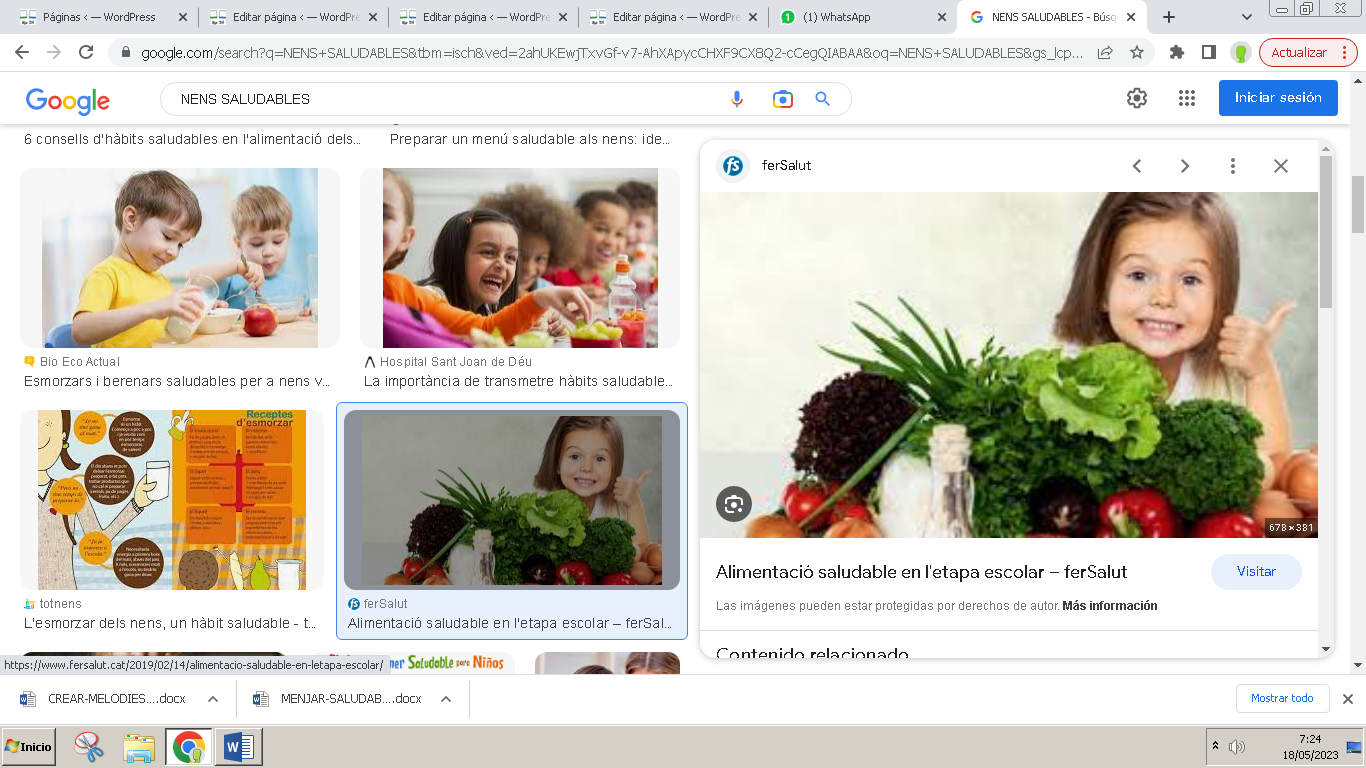 Páginas ‹ — WordPress
Editar página ‹ — WordPre
Editar página ‹ — WordPre
Editar página ‹ — WordPre
(1) WhatsApp
NENS SALUDABLES - Búsq
google.com/search?q=NENS+SALUDABLES&tbm=isch&ved=2ahUKEwjTxvGf-v7-AhXApycCHXF9CX8Q2-cCegQIABAA&oq=NENS+SALUDABLES&gs_lcp...
Actualizar
Google
NENS SALUDABLES
Iniciar sesión
6 consells d'hàbits saludables en l'alimentació dels...
Preparar un menú saludable als nens: ide...
fs ferSalut
Bio Eco Actual
Esmorzars i berenars saludables per a nens v...
Hospital Sant Joan de Déu
La importància de transmetre hàbits saludable...
Receptes
d'esmorzar
totnens
L'esmorzar dels nens, un hàbit saludable - t...
ferSalut
Alimentació saludable en l'etapa escolar – ferSal...
678 × 381
Alimentació saludable en l'etapa escolar – ferSalut
Visitar
Las imágenes pueden estar protegidas por derechos de autor. Más información
Contenido relacionado
ner Saludable para Niños
https://www.fersalut.cat/2019/02/14/alimentacio-saludable-en-letapa-escolar/
CREAR-MELODIES....docx
MENJAR-SALUDAB....docx
Mostrar todo
Inicio
7:24
18/05/2023